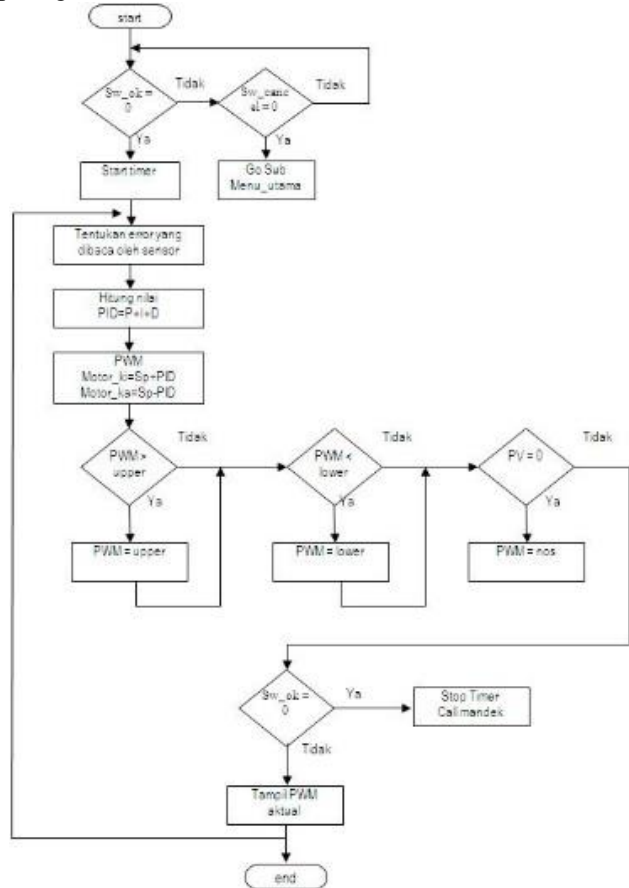 start
Sw_ok =
0
Tidak
Sw_canc
el = 0
Tidak
Ya
Ya
Start timer
Go Sub
Menu_utama
Tentukan error yang
dibaca oleh sensor
Hitung nilai
PID=P+I+D
PWM
Motor_ki=Sp+PID
Motor_ka=Sp-PID
PWM >
upper
Tidak
PWM <
lower
Tidak
PV = 0
Tidak
Ya
Ya
Ya
PWM = upper
PWM = lower
PWM = nos
Sw_ok =
0
Ya
Stop Timer
Call mandek
Tidak
Tampil PWM
aktual
end